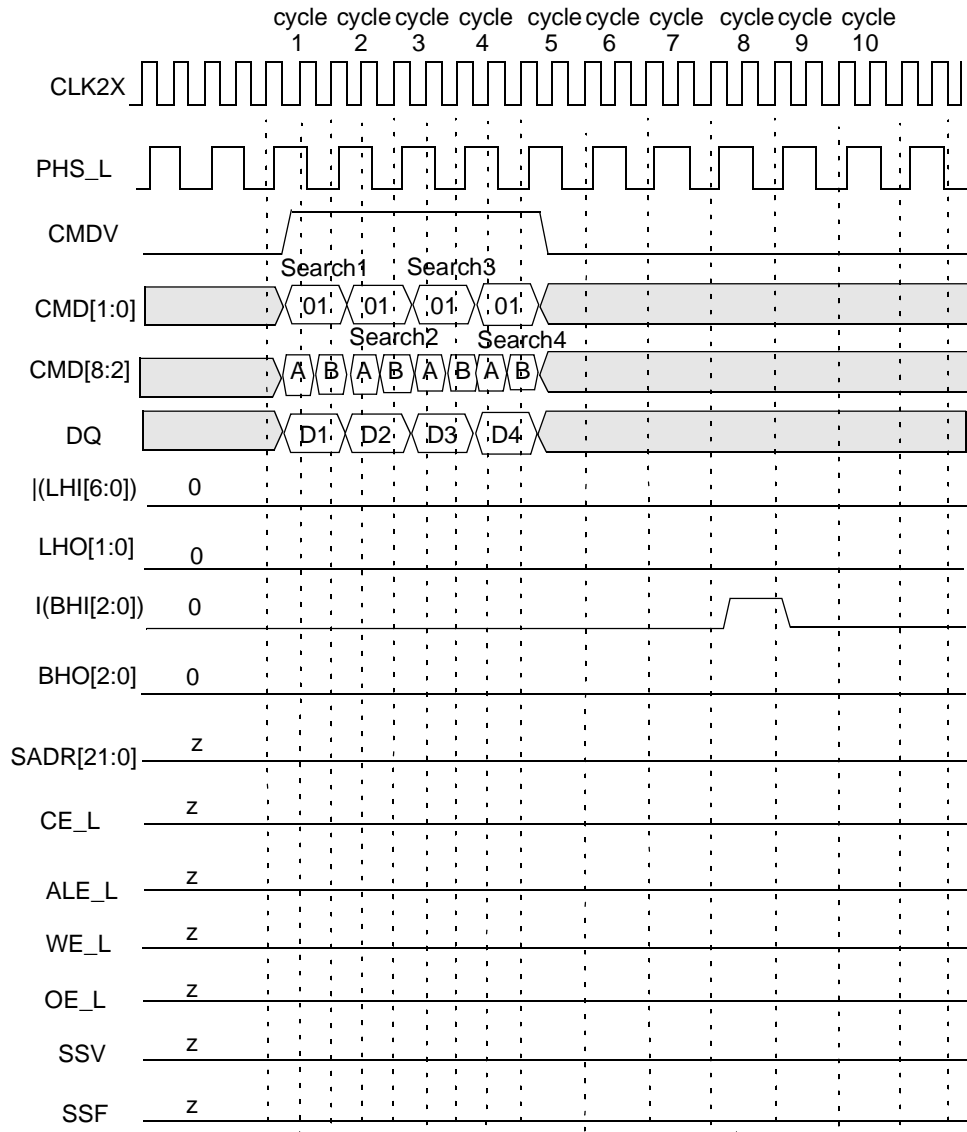 cycle cycle cycle cycle cycle cycle cycle cycle cycle cycle
1 2 3 4 5 6 7 8 9 10
CLK2X
PHS_L
CMDV
Search1 Search3
CMD[1:0] 01 01 01 01
Search2 Search4
CMD[8:2] A B A B A B A B
DQ D1 D2 D3 D4
|(LHI[6:0]) 0
LHO[1:0] 0
I(BHI[2:0]) 0
BHO[2:0] 0
SADR[21:0] z
CE_L z
ALE_L z
WE_L z
OE_L z
SSV z
SSF z